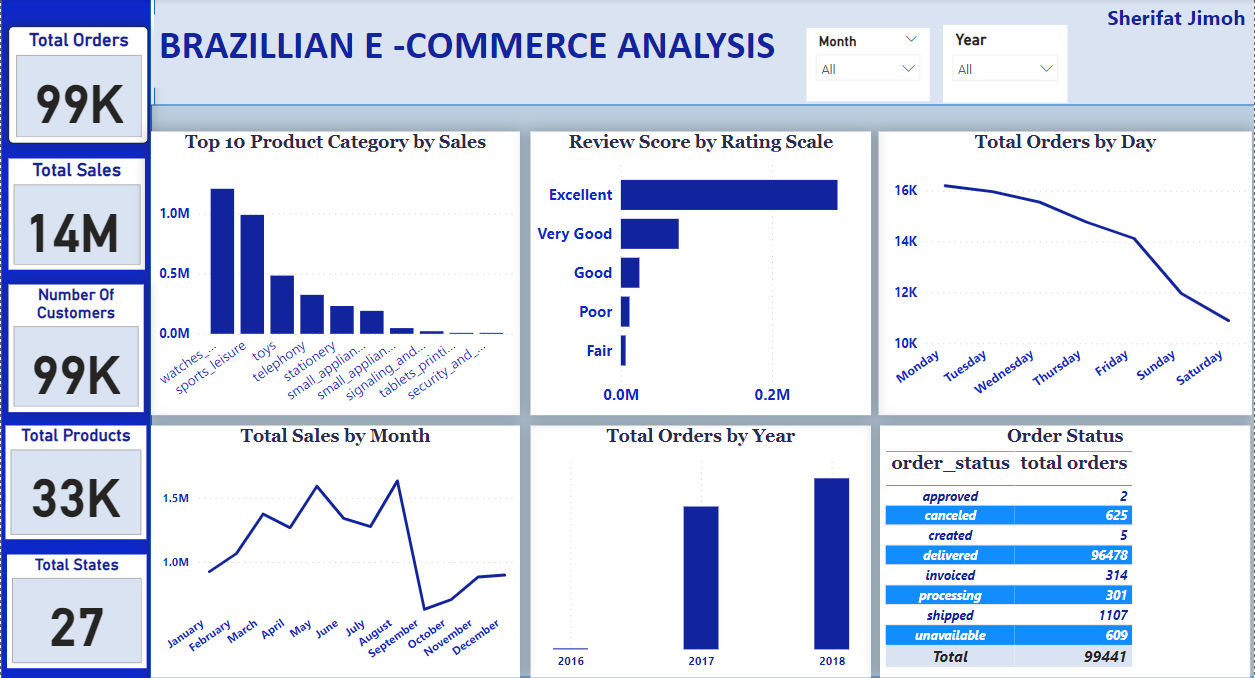 Sherifat Jimoh
BRAZILLIAN E -COMMERCE ANALYSIS
Month
All
Year
All
Total Orders
99K
Total Sales
14M
Number Of
Customers
99K
Total Products
33K
Total States
27
Top 10 Product Category by Sales
1.0M
0.5M
0.0M
watches_...
sports_leisure
toys
telephony
stationery
small_applian...
small_applian...
signaling_and...
tablets_printi...
security_and_...
Review Score by Rating Scale
Excellent
Very Good
Good
Poor
Fair
0.0M
0.2M
Total Orders by Day
16K
14K
12K
10K
Monday
Tuesday
Wednesday
Thursday
Friday
Sunday
Saturday
Total Sales by Month
1.5M
1.0M
January
February
March
April
May
June
July
August
September
October
November
December
Total Orders by Year
2016
2017
2018
Order Status
order_status total orders
approved 2
canceled 625
created 5
delivered 96478
invoiced 314
processing 301
shipped 1107
unavailable 609
Total 99441